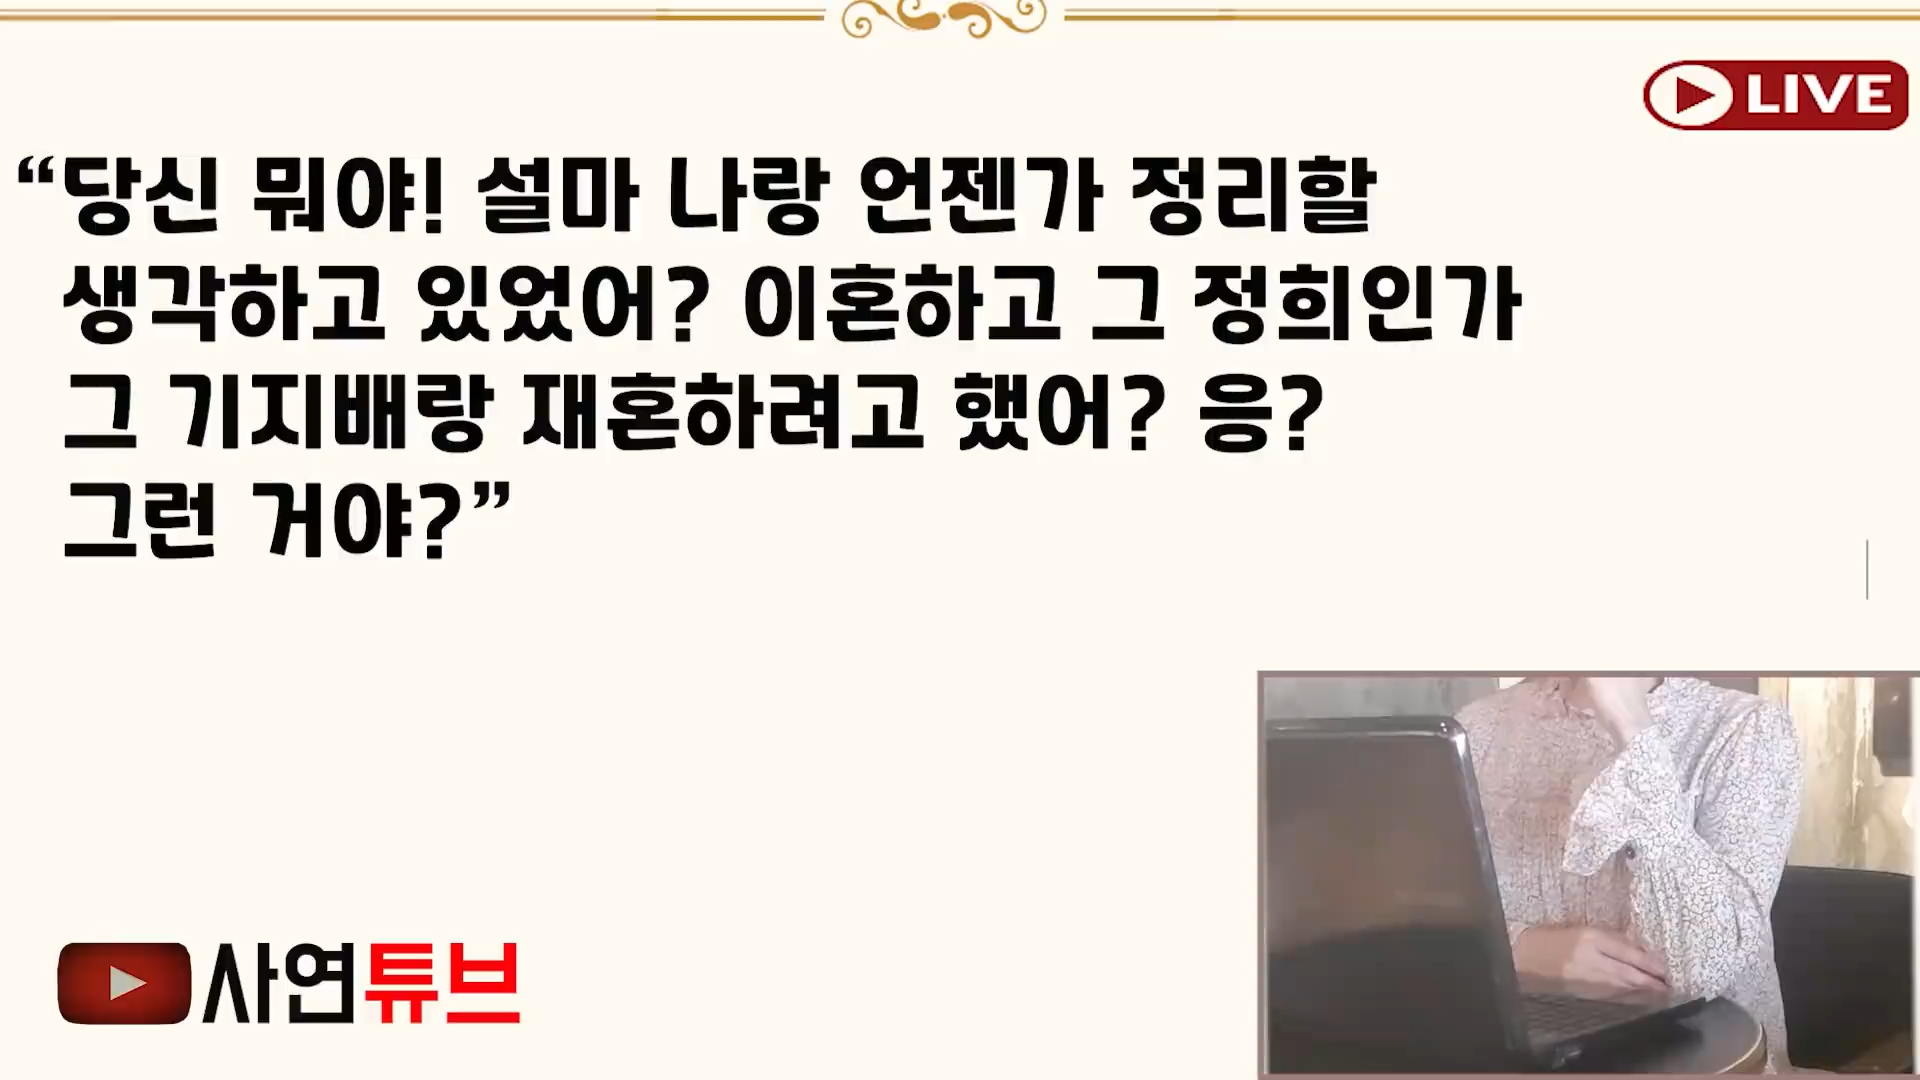 LIVE
“당신 뭐야! 설마 나랑 언젠가 정리할
생각하고 있었어? 이혼하고 그 정희인가
그 기지배랑 재혼하려고 했어? 응?
그런 거야?”
사연튜브